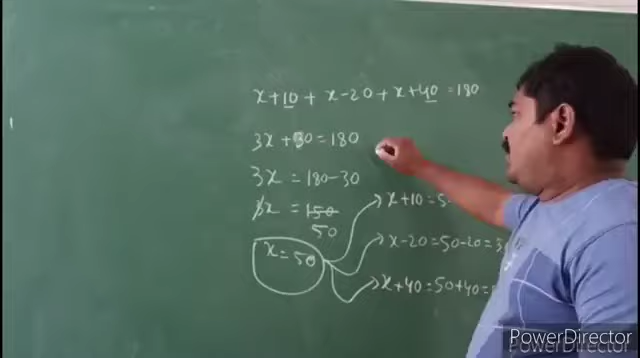 x+10 + x-20 + x+40 = 180
3x + 30 = 180
3x = 180-30
3x = 150
50
x = 50
x+10 = 5
x-20 = 50-20 = 3
x+40 = 50+40 =
PowerDirector
PowerDirector